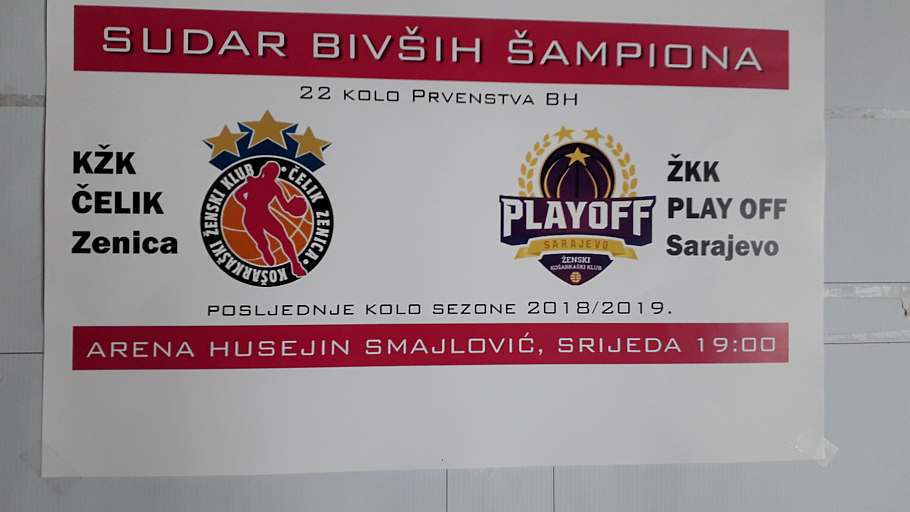 SUDAR BIVŠIH ŠAMPIONA
22 KOLO PRVENSTVA BH
KŽK
ČELIK
Zenica
KOŠARKAŠKI ŽENSKI KLUB • ČELIK ZENICA •
PLAYOFF
SARAJEVO
ŽENSKI
KOŠARKAŠKI KLUB
ŽKK
PLAY OFF
Sarajevo
POSLJEDNJE KOLO SEZONE 2018/2019.
ARENA HUSEJIN SMAJLOVIĆ, SRIJEDA 19:00